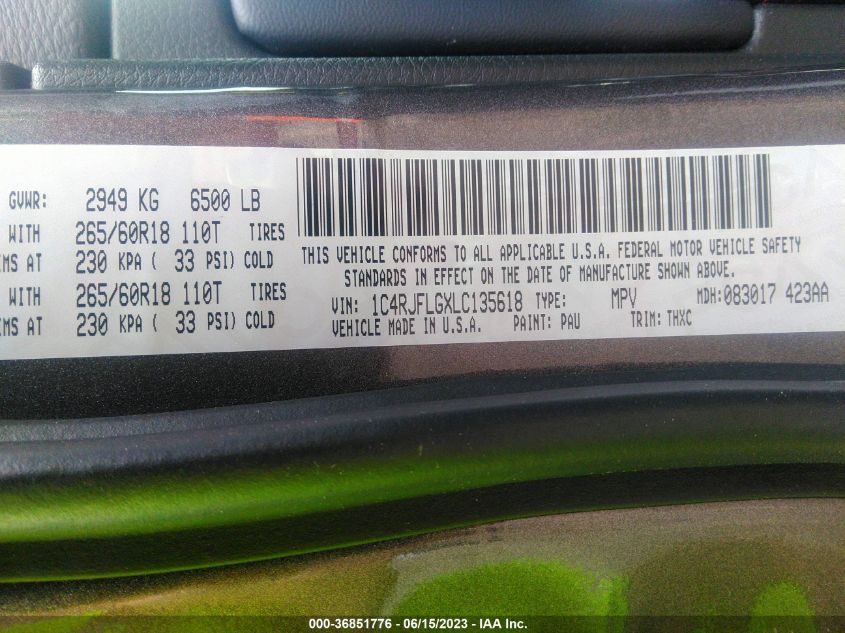 GVWR: 2949 KG 6500 LB
WITH 265/60R18 110T TIRES
MS AT 230 KPA ( 33 PSI) COLD
WITH 265/60R18 110T TIRES
MS AT 230 KPA ( 33 PSI) COLD
THIS VEHICLE CONFORMS TO ALL APPLICABLE U.S.A. FEDERAL MOTOR VEHICLE SAFETY
STANDARDS IN EFFECT ON THE DATE OF MANUFACTURE SHOWN ABOVE.
VIN: 1C4RJFLGXLC135618 TYPE: MPV MDH:083017 423AA
VEHICLE MADE IN U.S.A. PAINT: PAU TRIM: THXC
000-36851776 - 06/15/2023 - IAA Inc.